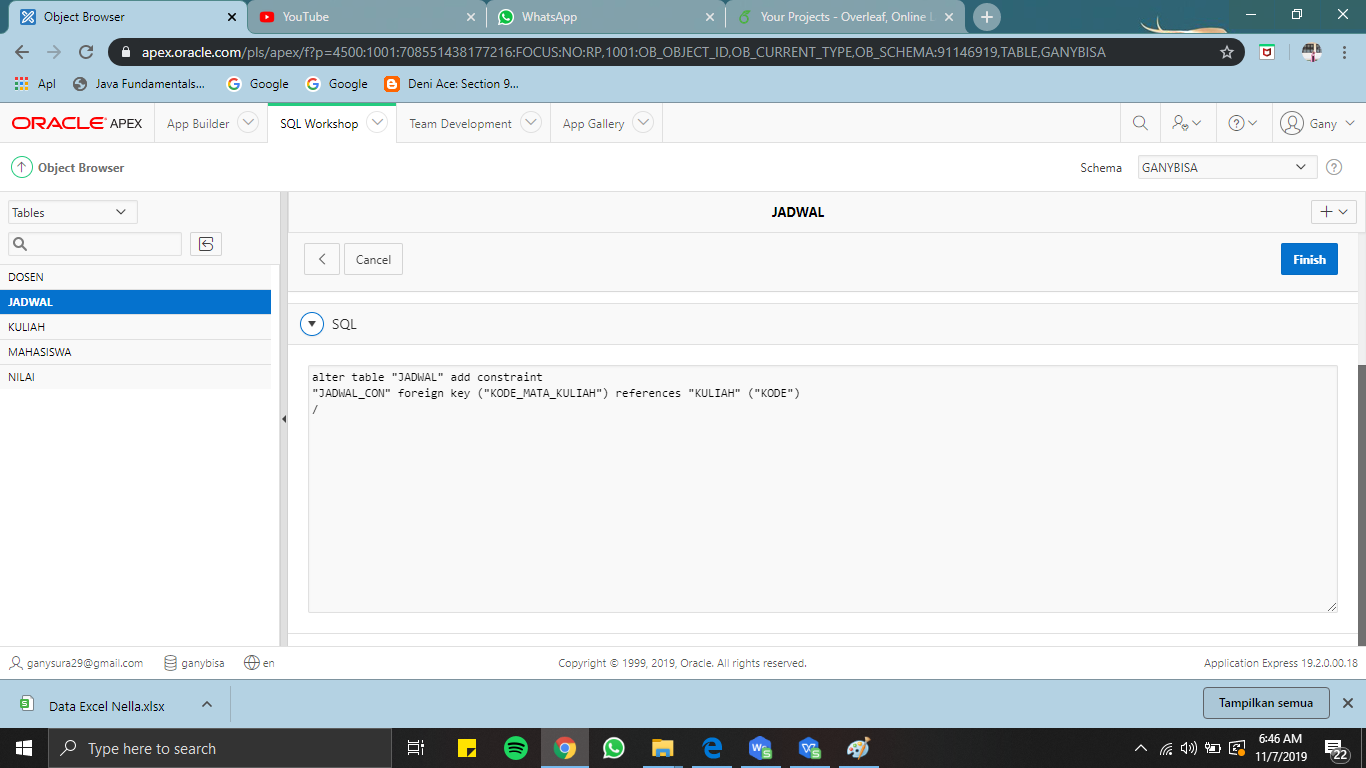 Object Browser
YouTube
WhatsApp
Your Projects - Overleaf, Online L
apex.oracle.com/pls/apex/f?p=4500:1001:708551438177216:FOCUS:NO:RP,1001:OB_OBJECT_ID,OB_CURRENT_TYPE,OB_SCHEMA:91146919,TABLE,GANYBISA
Apl
Java Fundamentals...
Google
Google
Deni Ace: Section 9...
ORACLE APEX
App Builder
SQL Workshop
Team Development
App Gallery
Gany
Object Browser
Schema
GANYBISA
Tables
JADWAL
DOSEN
JADWAL
KULIAH
MAHASISWA
NILAI
Cancel
Finish
SQL
alter table "JADWAL" add constraint
"JADWAL_CON" foreign key ("KODE_MATA_KULIAH") references "KULIAH" ("KODE")
/
ganysura29@gmail.com
ganybisa
en
Copyright © 1999, 2019, Oracle. All rights reserved.
Application Express 19.2.0.00.18
Data Excel Nella.xlsx
Tampilkan semua
Type here to search
6:46 AM
11/7/2019
22